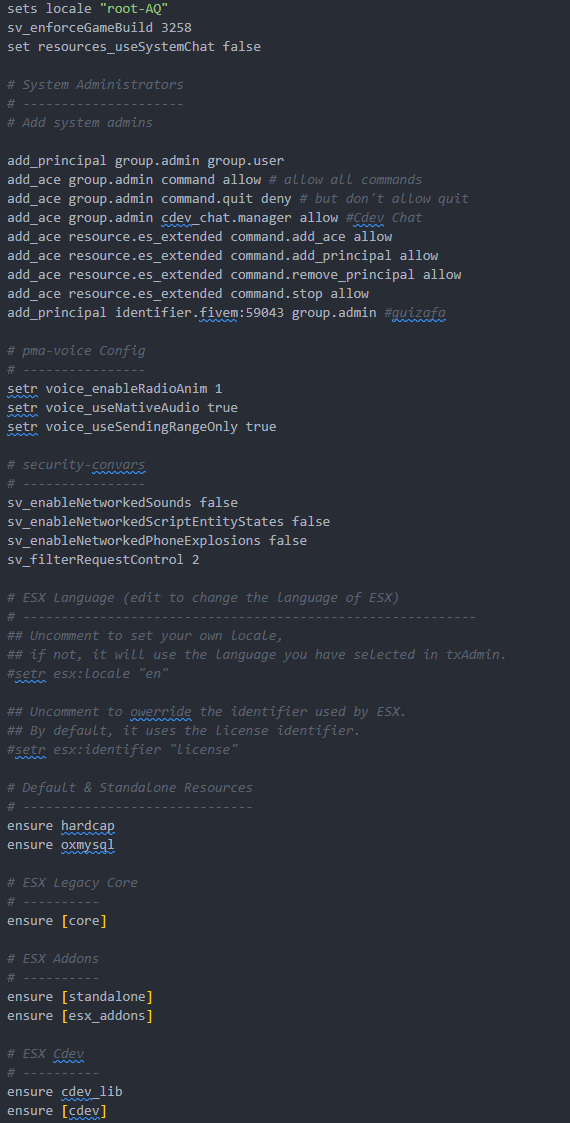 sets locale "root-AQ"
sv_enforceGameBuild 3258
set resources_useSystemChat false
# System Administrators
# ---------------------
# Add system admins
add_principal group.admin group.user
add_ace group.admin command allow # allow all commands
add_ace group.admin command.quit deny # but don't allow quit
add_ace group.admin cdev_chat.manager allow #Cdev Chat
add_ace resource.es_extended command.add_ace allow
add_ace resource.es_extended command.add_principal allow
add_ace resource.es_extended command.remove_principal allow
add_ace resource.es_extended command.stop allow
add_principal identifier.fivem:59043 group.admin #guizafa
# pma-voice Config
# ----------------
setr voice_enableRadioAnim 1
setr voice_useNativeAudio true
setr voice_useSendingRangeOnly true
# security-convars
# ----------------
sv_enableNetworkedSounds false
sv_enableNetworkedScriptEntityStates false
sv_enableNetworkedPhoneExplosions false
sv_filterRequestControl 2
# ESX Language (edit to change the language of ESX)
# -----------------------------------------------------------
## Uncomment to set your own locale,
## if not, it will use the language you have selected in txAdmin.
#setr esx:locale "en"
## Uncomment to owerride the identifier used by ESX.
## By default, it uses the license identifier.
#setr esx:identifier "license"
# Default & Standalone Resources
# ------------------------------
ensure hardcap
ensure oxmysql
# ESX Legacy Core
# ----------
ensure [core]
# ESX Addons
# ----------
ensure [standalone]
ensure [esx_addons]
# ESX Cdev
# ----------
ensure cdev_lib
ensure [cdev]